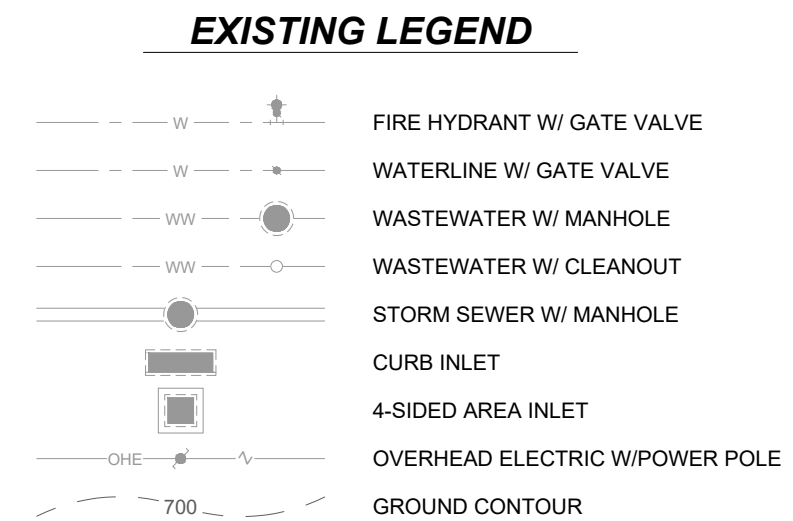 EXISTING LEGEND
W FIRE HYDRANT W/ GATE VALVE
W WATERLINE W/ GATE VALVE
WW WASTEWATER W/ MANHOLE
WW WASTEWATER W/ CLEANOUT
STORM SEWER W/ MANHOLE
CURB INLET
4-SIDED AREA INLET
OHE OVERHEAD ELECTRIC W/POWER POLE
700 GROUND CONTOUR